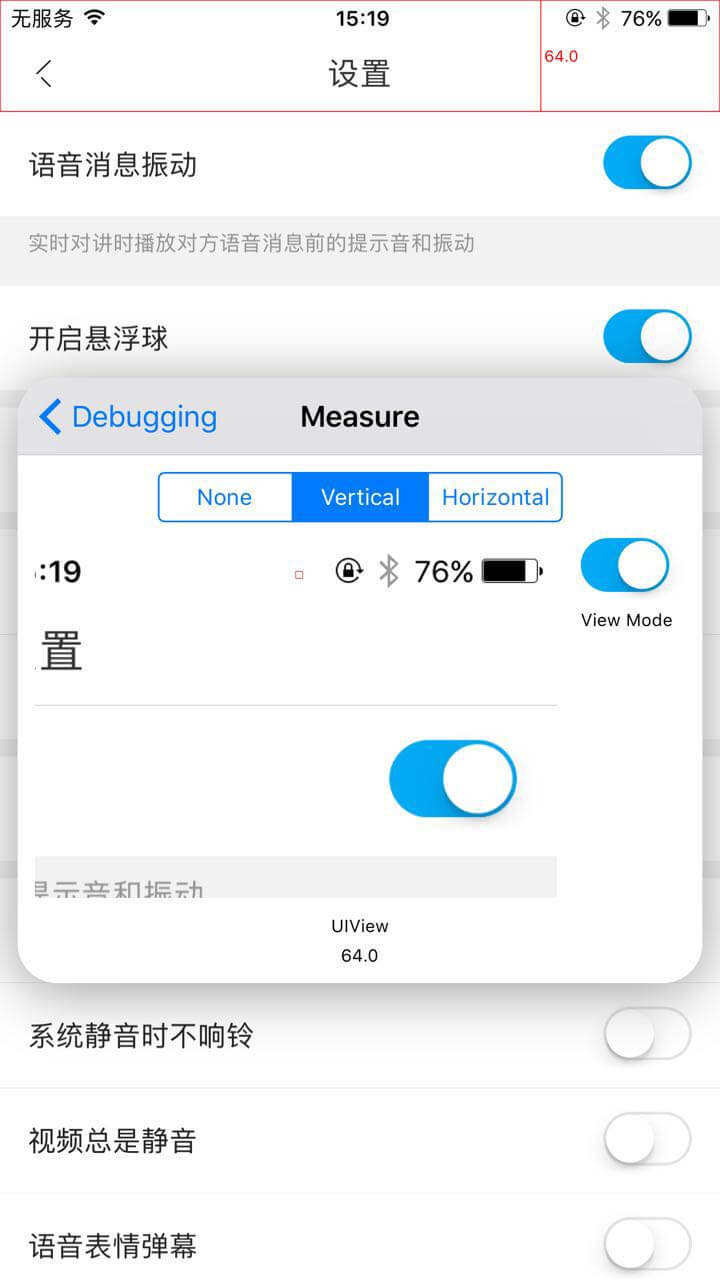 无服务 15:19 76%
64.0
设置
语音消息振动
实时对讲时播放对方语音消息前的提示音和振动
开启悬浮球
Debugging Measure
None Vertical Horizontal
:19 76%
置
View Mode
提示音和振动
UIView
64.0
系统静音时不响铃
视频总是静音
语音表情弹幕